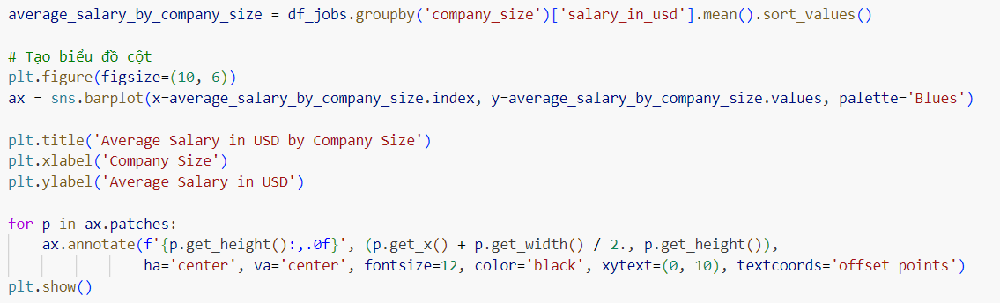 average_salary_by_company_size = df_jobs.groupby('company_size')['salary_in_usd'].mean().sort_values()

# Tạo biểu đồ cột
plt.figure(figsize=(10, 6))
ax = sns.barplot(x=average_salary_by_company_size.index, y=average_salary_by_company_size.values, palette='Blues')

plt.title('Average Salary in USD by Company Size')
plt.xlabel('Company Size')
plt.ylabel('Average Salary in USD')

for p in ax.patches:
    ax.annotate(f'{p.get_height():,.0f}', (p.get_x() + p.get_width() / 2., p.get_height()),
                ha='center', va='center', fontsize=12, color='black', xytext=(0, 10), textcoords='offset points')
plt.show()